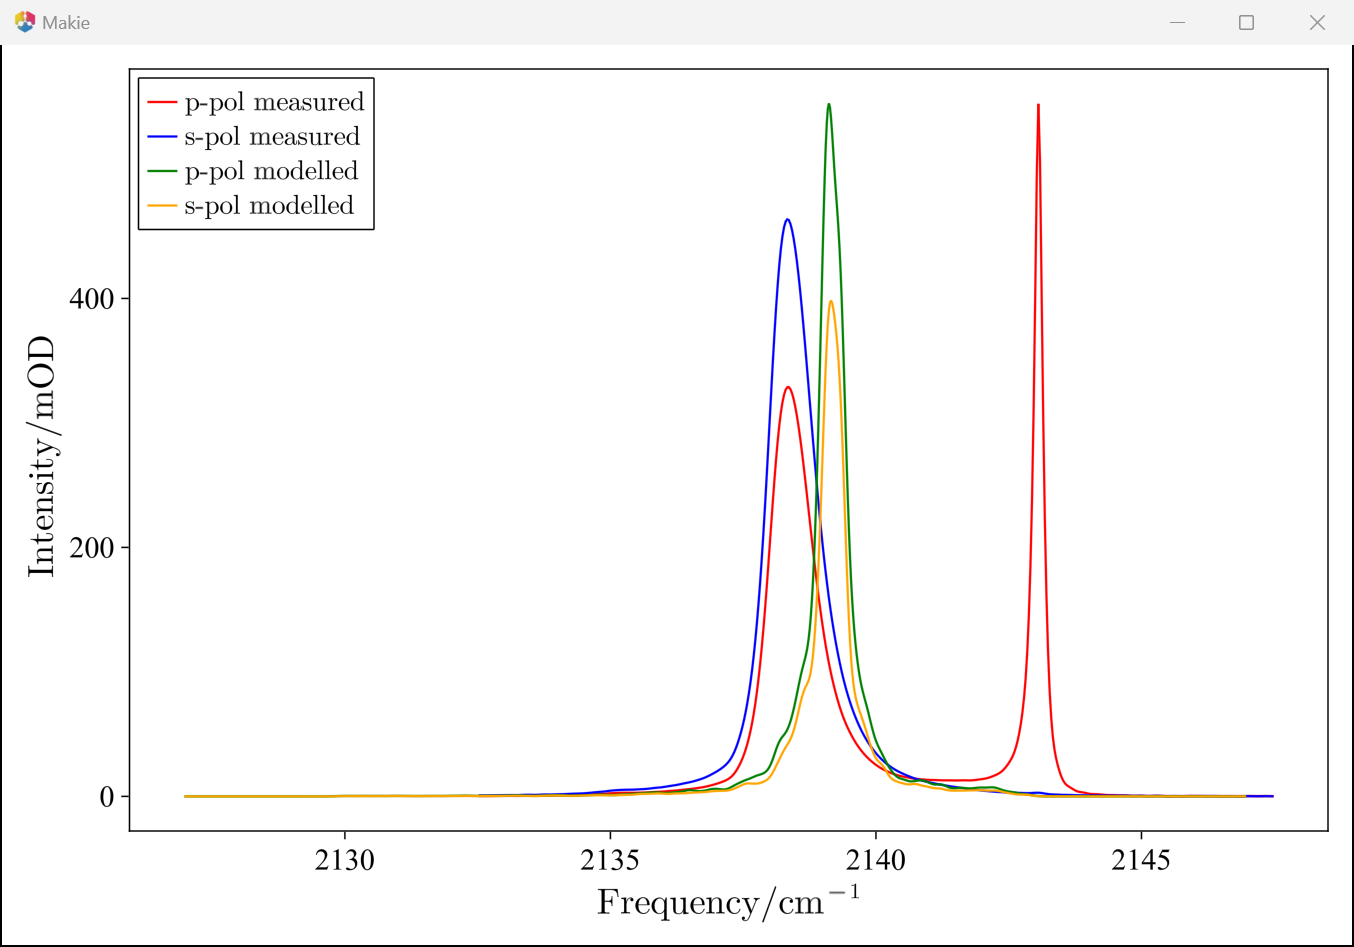 Makie
p-pol measured
s-pol measured
p-pol modelled
s-pol modelled
400
200
0
Intensity/mOD
2130 2135 2140 2145
Frequency/cm⁻¹